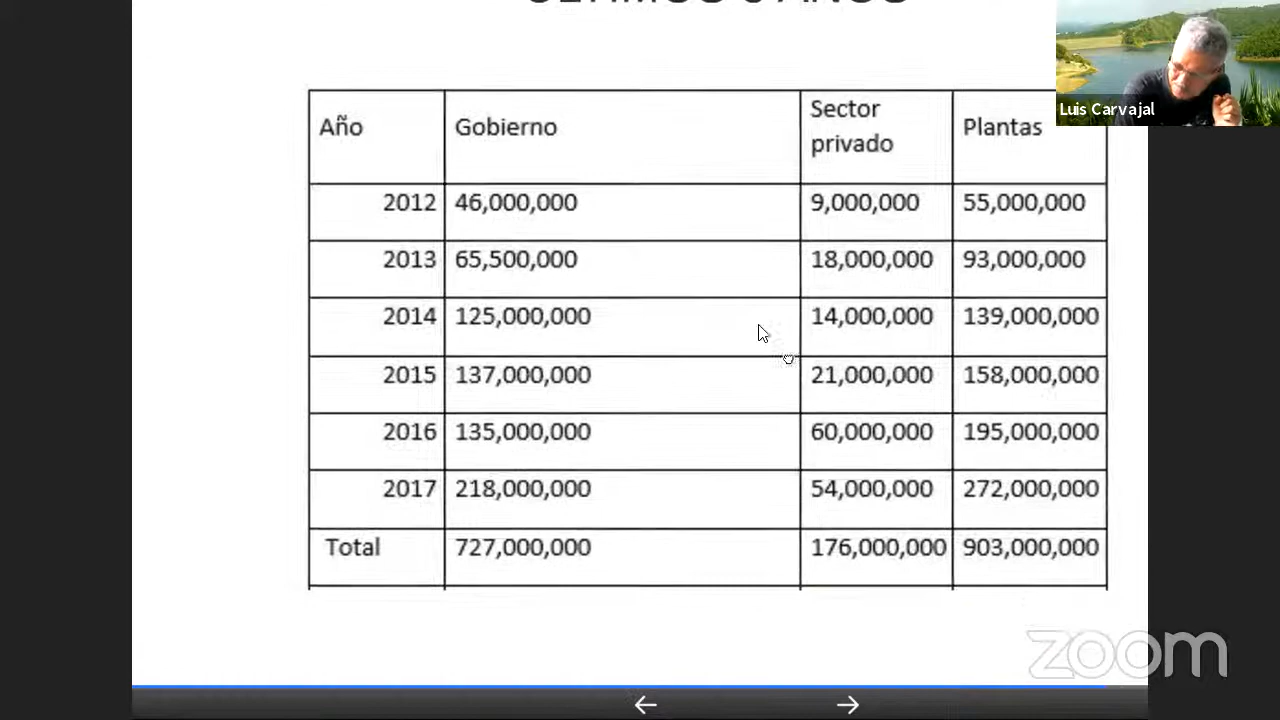 Luis Carvajal
Año Gobierno Sector privado Plantas
2012 46,000,000 9,000,000 55,000,000
2013 65,500,000 18,000,000 93,000,000
2014 125,000,000 14,000,000 139,000,000
2015 137,000,000 21,000,000 158,000,000
2016 135,000,000 60,000,000 195,000,000
2017 218,000,000 54,000,000 272,000,000
Total 727,000,000 176,000,000 903,000,000
zoom